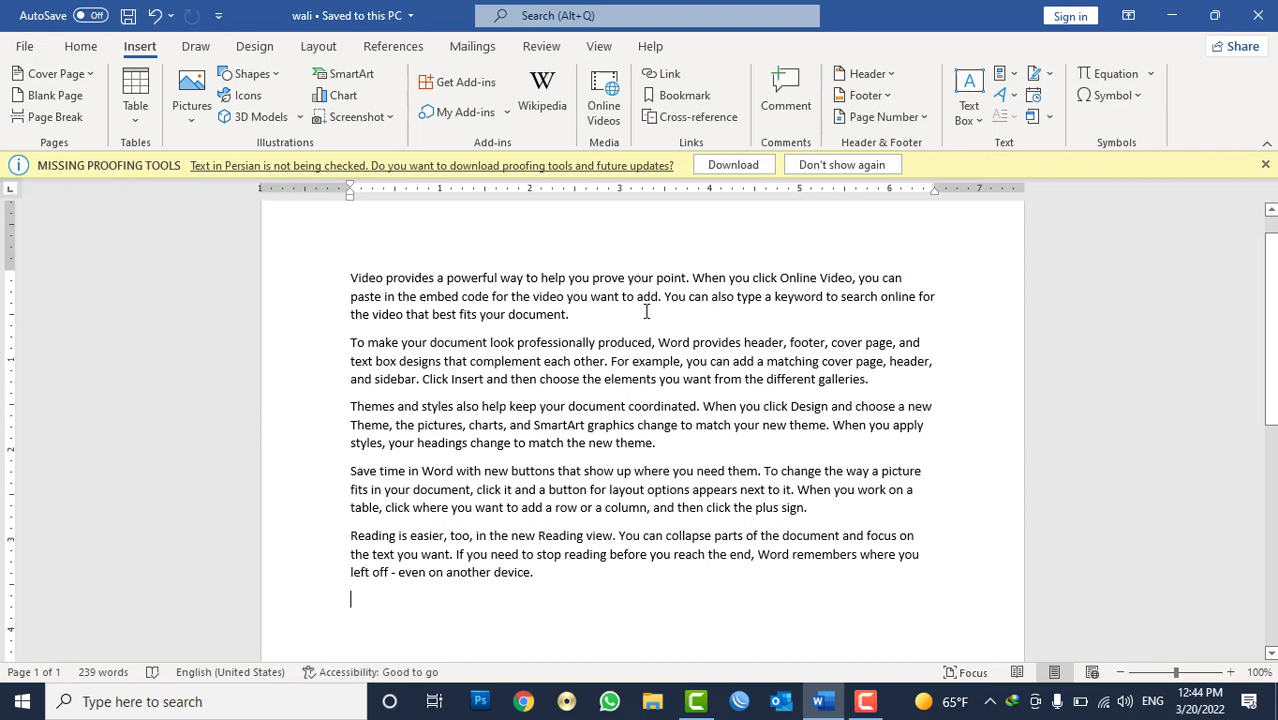 AutoSave Off wali • Saved to this PC Search (Alt+Q) Sign in
File Home Insert Draw Design Layout References Mailings Review View Help Share
Cover Page
Blank Page
Page Break
Pages
Table
Pictures
Shapes
Icons
3D Models
SmartArt
Chart
Screenshot
Illustrations
Get Add-ins
My Add-ins
Wikipedia
Add-ins
Online
Videos
Media
Link
Bookmark
Cross-reference
Links
Comment
Comments
Header
Footer
Page Number
Header & Footer
Text
Box
Text
Equation
Symbol
Symbols
MISSING PROOFING TOOLS Text in Persian is not being checked. Do you want to download proofing tools and future updates? Download Don't show again
1 1 2 3 4 5 6 7
Video provides a powerful way to help you prove your point. When you click Online Video, you can
paste in the embed code for the video you want to add. You can also type a keyword to search online for
the video that best fits your document.
To make your document look professionally produced, Word provides header, footer, cover page, and
text box designs that complement each other. For example, you can add a matching cover page, header,
and sidebar. Click Insert and then choose the elements you want from the different galleries.
Themes and styles also help keep your document coordinated. When you click Design and choose a new
Theme, the pictures, charts, and SmartArt graphics change to match your new theme. When you apply
styles, your headings change to match the new theme.
Save time in Word with new buttons that show up where you need them. To change the way a picture
fits in your document, click it and a button for layout options appears next to it. When you work on a
table, click where you want to add a row or a column, and then click the plus sign.
Reading is easier, too, in the new Reading view. You can collapse parts of the document and focus on
the text you want. If you need to stop reading before you reach the end, Word remembers where you
left off - even on another device.
1
2
3
4
Page 1 of 1 239 words English (United States) Accessibility: Good to go Focus 100%
Type here to search Ps 65°F ENG 12:44 PM
3/20/2022